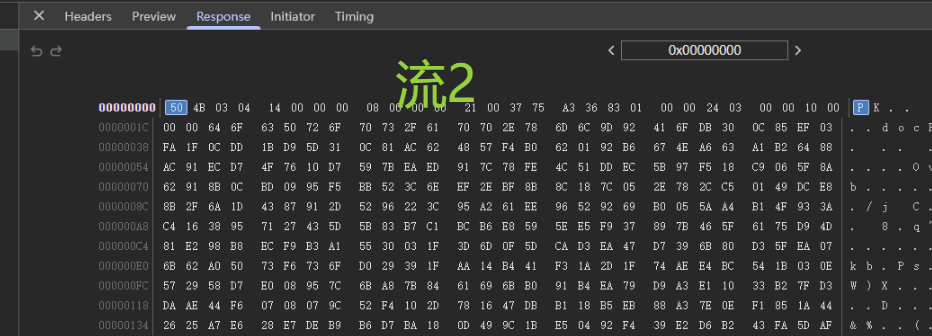 Headers Preview Response Initiator Timing
0x00000000
流2
00000000 50 4B 03 04 14 00 00 00 08 00 00 00 21 00 37 75 A3 36 83 01 00 00 24 03 00 00 10 00 PK..
0000001C 00 00 64 6F 63 50 72 6F 70 73 2F 61 70 70 2E 78 6D 6C 9D 92 41 6F DB 30 0C 85 EF 03 ..doc
00000038 FA 1F 0C DD 1B D9 5D 31 0C 81 AC 62 48 57 F4 B0 62 01 92 B6 67 4E A6 63 A1 B2 64 88
00000054 AC 91 EC D7 4F 76 10 D7 59 7B EA ED 91 7C 78 FE 4C 51 DD EC 5B 97 F5 18 C9 06 5F 8A ....O
00000070 62 91 8B 0C BD 09 95 F5 BB 52 3C 6E EF 2E BF 8B 8C 18 7C 05 2E 78 2C C5 01 49 DC E8 b.....
0000008C 8B 2F 6A 1D 43 87 91 2D 52 96 22 3C 95 A2 61 EE 96 52 92 69 B0 05 5A A4 B1 4F 93 3A ./jC.
000000A8 C4 16 38 95 71 27 43 5D 5B 83 B7 C1 BC B6 E8 59 5E E5 F9 37 89 7B 46 5F 61 75 D9 4D .8.q'
000000C4 81 E2 98 B8 EC F9 B3 A1 55 30 03 1F 3D 6D 0F 5D CA D3 EA 47 D7 39 6B 80 D3 5F EA 07 ......
000000E0 6B 62 A0 50 73 F6 73 6F D0 29 39 1F AA 14 B4 41 F3 1A 2D 1F 74 AE E4 BC 54 1B 03 0E kb.Ps
000000FC 57 29 58 D7 E0 08 95 7C 6B A8 7B 84 61 69 6B B0 91 B4 EA 79 D9 A3 E1 10 33 B2 7F D3 W)X...
00000118 DA AE 44 F6 07 08 07 9C 52 F4 10 2D 78 16 47 DB B1 18 B5 EB 88 A3 7E 0E F1 85 1A 44 ..D...
00000134 26 25 A7 E6 28 E7 DE B9 B6 D7 BA 18 0D 49 9C 1B E5 04 92 F4 39 E2 D6 B2 43 FA 5D AF &%..(.